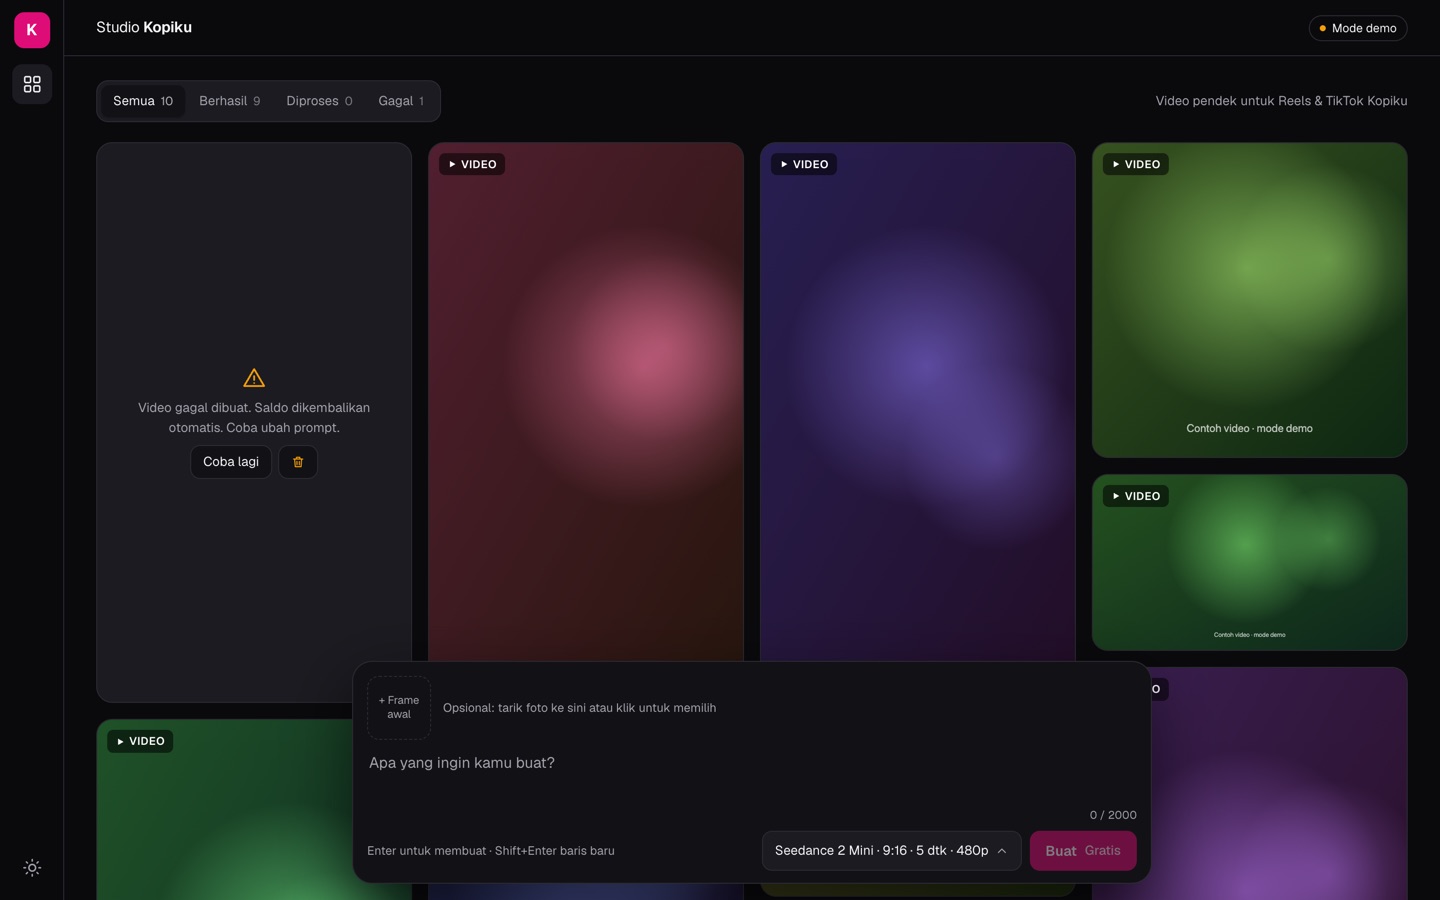 K
Studio Kopiku
Mode demo
Semua 10
Berhasil 9
Diproses 0
Gagal 1
Video pendek untuk Reels & TikTok Kopiku
VIDEO
VIDEO
VIDEO
Video gagal dibuat. Saldo dikembalikan
otomatis. Coba ubah prompt.
Coba lagi
Contoh video · mode demo
VIDEO
Contoh video · mode demo
VIDEO
+ Frame
awal
Opsional: tarik foto ke sini atau klik untuk memilih
Apa yang ingin kamu buat?
0 / 2000
Enter untuk membuat · Shift+Enter baris baru
Seedance 2 Mini · 9:16 · 5 dtk · 480p
Buat Gratis